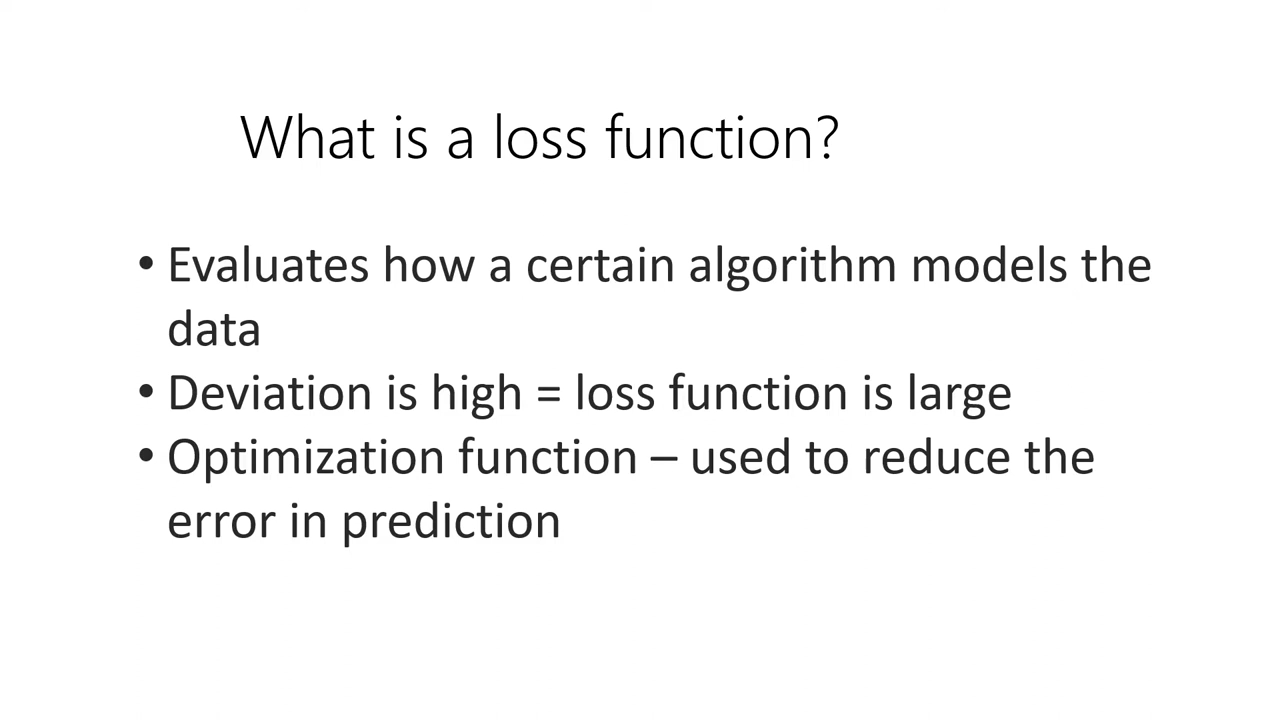 What is a loss function?
• Evaluates how a certain algorithm models the
data
• Deviation is high = loss function is large
• Optimization function – used to reduce the
error in prediction